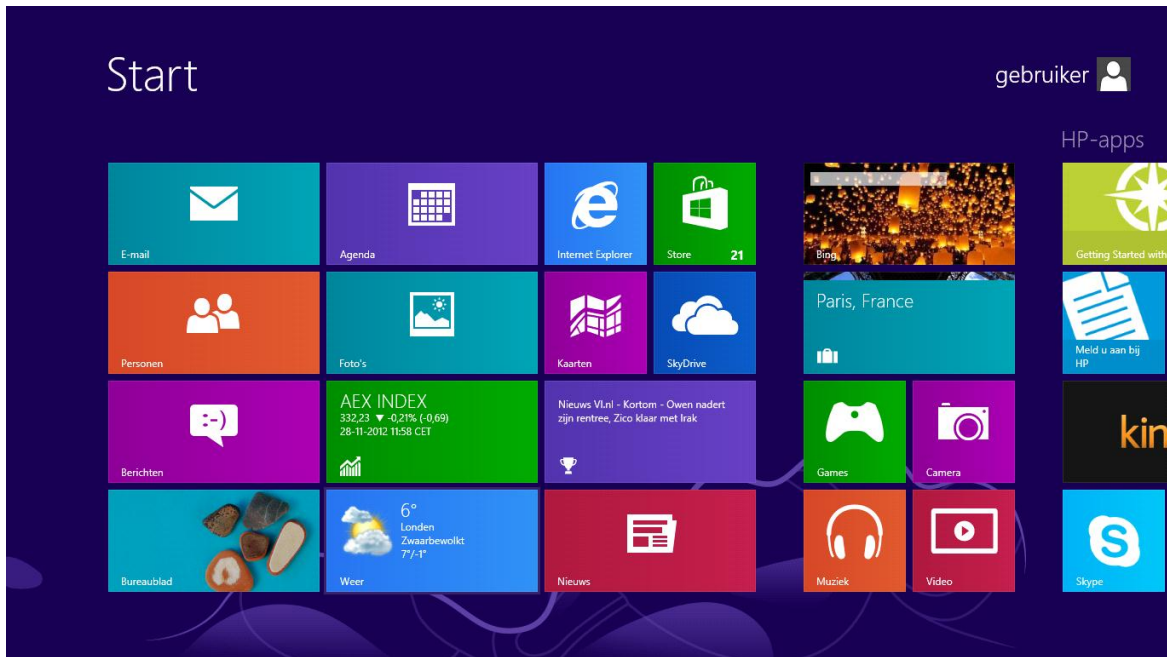 Start
gebruiker
HP-apps
E-mail
Agenda
Internet Explorer
Store 21
Bing
Getting Started with
Personen
Foto's
Kaarten
SkyDrive
Paris, France
Meld u aan bij
HP
Berichten
AEX INDEX
332,23 ▼ -0,21% (-0,69)
28-11-2012 11:58 CET
Nieuws VI.nl - Kortom - Owen nadert
zijn rentree, Zico klaar met Irak
Games
Camera
kin
Bureaublad
6°
Londen
Zwaarbewolkt
7°/-1°
Weer
Nieuws
Muziek
Video
Skype